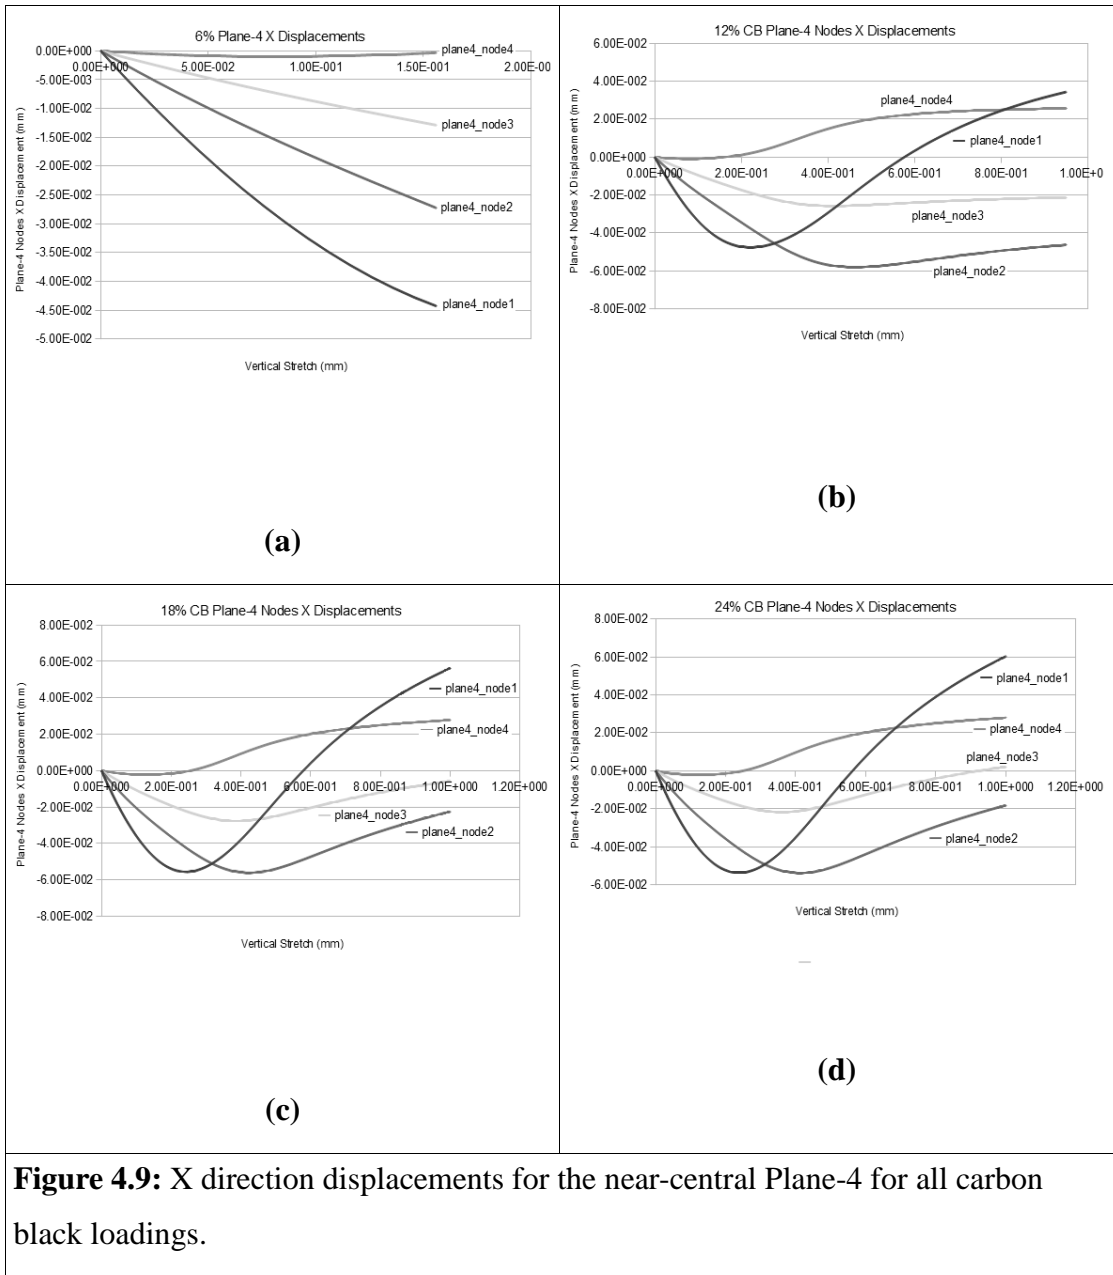 6% Plane-4 X Displacements
0.00E+000
-5.00E-003
-1.00E-002
-1.50E-002
-2.00E-002
-2.50E-002
-3.00E-002
-3.50E-002
-4.00E-002
-4.50E-002
-5.00E-002
0.00E+000 5.00E-002 1.00E-001 1.50E-001 2.00E-00
plane4_node4
plane4_node3
plane4_node2
plane4_node1
Plane-4 Nodes X Displacement (mm)
Vertical Stretch (mm)
(a)
12% CB Plane-4 Nodes X Displacements
6.00E-002
4.00E-002
2.00E-002
0.00E+000
-2.00E-002
-4.00E-002
-6.00E-002
-8.00E-002
0.00E+000 2.00E-001 4.00E-001 6.00E-001 8.00E-001 1.00E+0
plane4_node4
plane4_node1
plane4_node3
plane4_node2
Plane-4 Nodes X Displacement (mm)
Vertical Stretch (mm)
(b)
18% CB Plane-4 Nodes X Displacements
8.00E-002
6.00E-002
4.00E-002
2.00E-002
0.00E+000
-2.00E-002
-4.00E-002
-6.00E-002
-8.00E-002
0.00E+000 2.00E-001 4.00E-001 6.00E-001 8.00E-001 1.00E+000 1.20E+000
plane4_node1
plane4_node4
plane4_node3
plane4_node2
Plane-4 Nodes X Displacement (mm)
Vertical Stretch (mm)
(c)
24% CB Plane-4 Nodes X Displacements
8.00E-002
6.00E-002
4.00E-002
2.00E-002
0.00E+000
-2.00E-002
-4.00E-002
-6.00E-002
0.00E+000 2.00E-001 4.00E-001 6.00E-001 8.00E-001 1.00E+000 1.20E+000
plane4_node1
plane4_node4
plane4_node3
plane4_node2
Plane-4 Nodes X Displacement (mm)
Vertical Stretch (mm)
(d)
Figure 4.9: X direction displacements for the near-central Plane-4 for all carbon
black loadings.